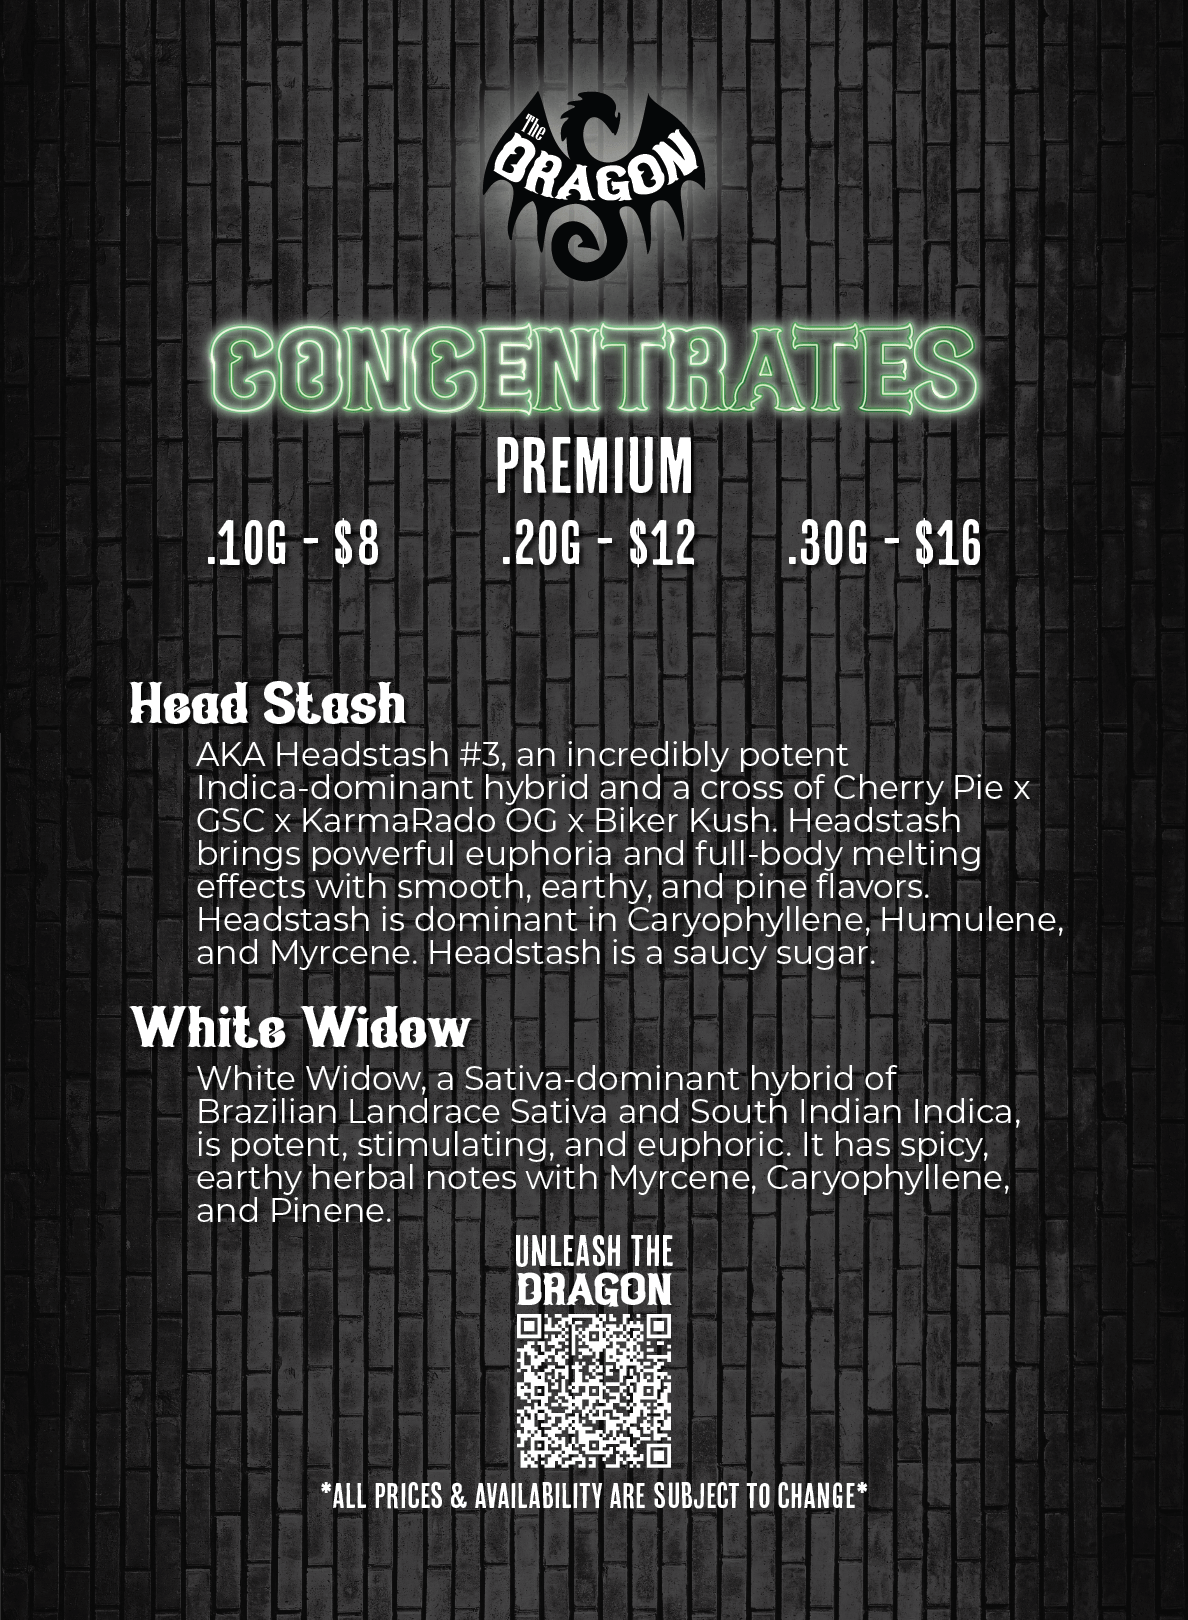 The
DRAGON
CONCENTRATES
PREMIUM
.10G - $8 .20G - $12 .30G - $16
Head Stash
AKA Headstash #3, an incredibly potent
Indica-dominant hybrid and a cross of Cherry Pie x
GSC x KarmaRado OG x Biker Kush. Headstash
brings powerful euphoria and full-body melting
effects with smooth, earthy, and pine flavors.
Headstash is dominant in Caryophyllene, Humulene,
and Myrcene. Headstash is a saucy sugar.
White Widow
White Widow, a Sativa-dominant hybrid of
Brazilian Landrace Sativa and South Indian Indica,
is potent, stimulating, and euphoric. It has spicy,
earthy herbal notes with Myrcene, Caryophyllene,
and Pinene.
UNLEASH THE
DRAGON
*ALL PRICES & AVAILABILITY ARE SUBJECT TO CHANGE*